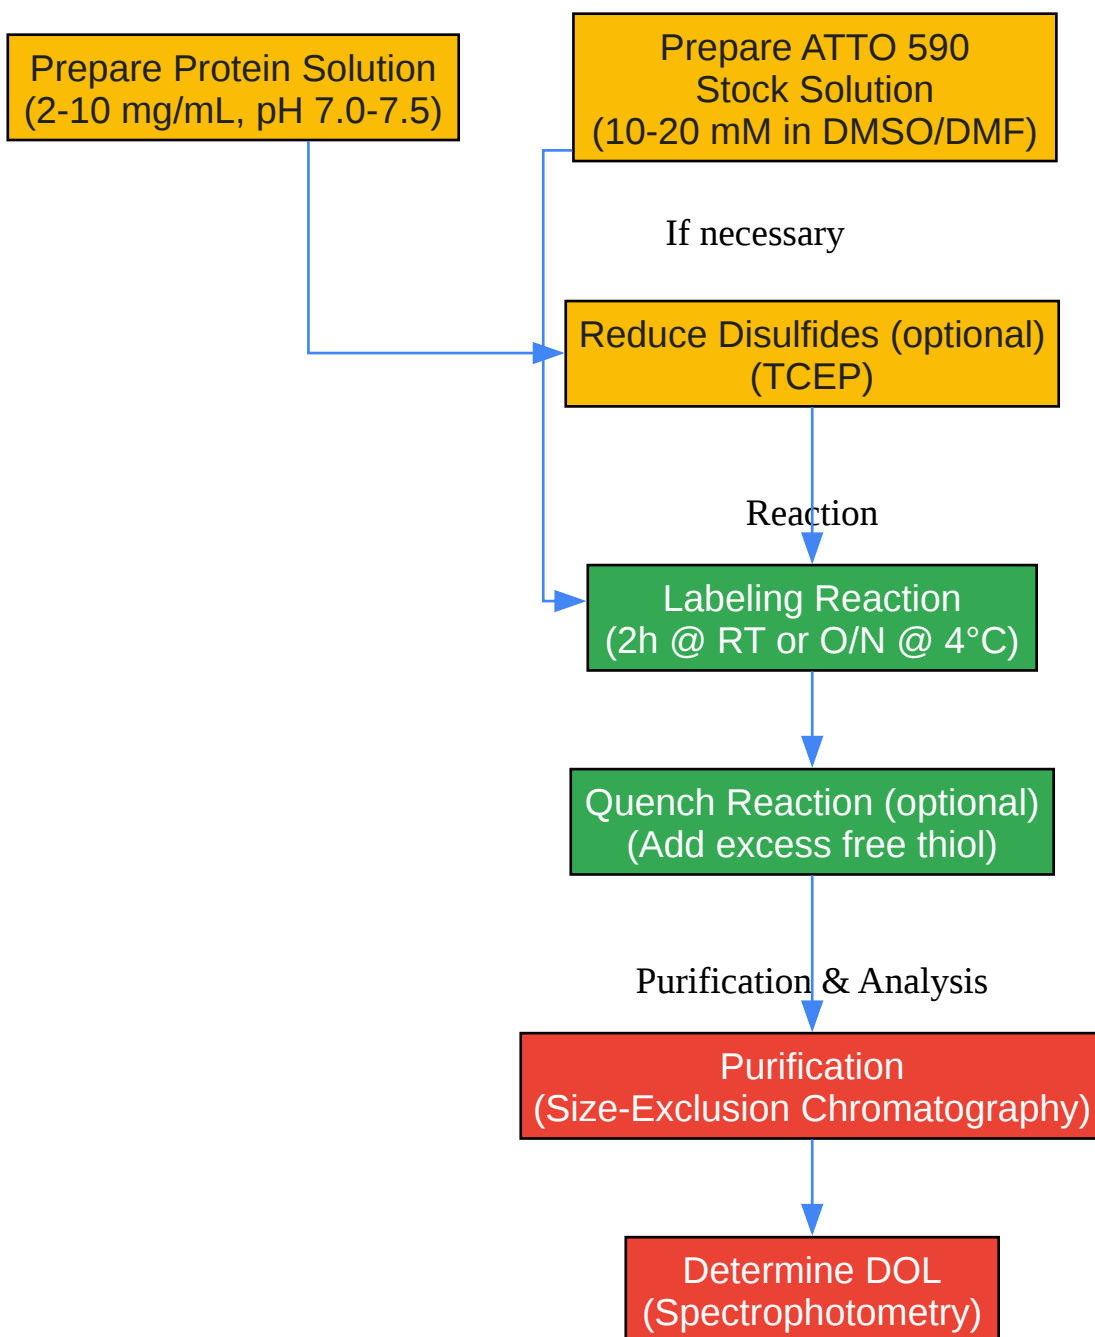 Prepare Protein Solution
(2-10 mg/mL, pH 7.0-7.5)
Prepare ATTO 590
Stock Solution
(10-20 mM in DMSO/DMF)
If necessary
Reduce Disulfides (optional)
(TCEP)
Reaction
Labeling Reaction
(2h @ RT or O/N @ 4°C)
Quench Reaction (optional)
(Add excess free thiol)
Purification & Analysis
Purification
(Size-Exclusion Chromatography)
Determine DOL
(Spectrophotometry)